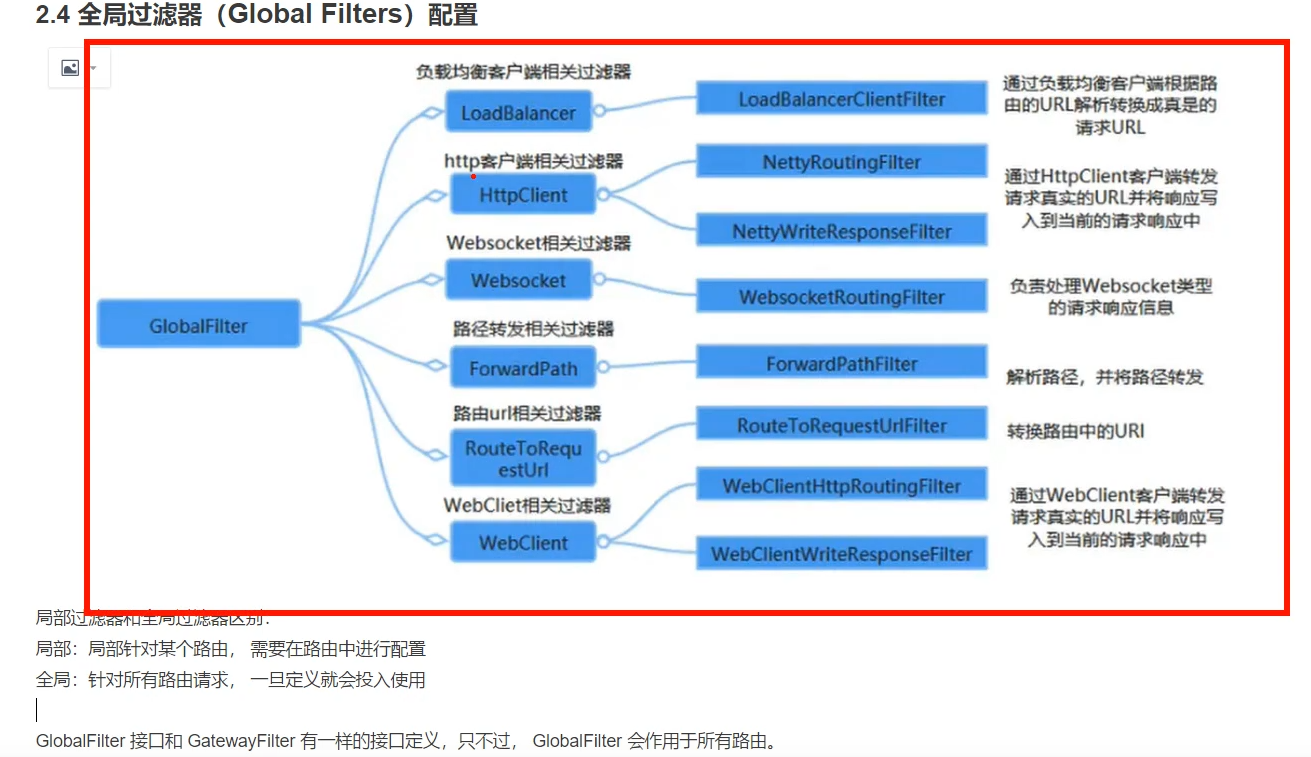 2.4 全局过滤器（Global Filters）配置
负载均衡客户端相关过滤器
LoadBalancer
LoadBalancerClientFilter
通过负载均衡客户端根据路
由的URL解析转换成真是的
请求URL
http客户端相关过滤器
HttpClient
NettyRoutingFilter
NettyWriteResponseFilter
通过HttpClient客户端转发
请求真实的URL并将响应写
入到当前的请求响应中
Websocket相关过滤器
Websocket
WebsocketRoutingFilter
负责处理Websocket类型
的请求响应信息
GlobalFilter
路径转发相关过滤器
ForwardPath
ForwardPathFilter
解析路径，并将路径转发
路由url相关过滤器
RouteToRequ
estUrl
RouteToRequestUrlFilter
转换路由中的URI
WebCliet相关过滤器
WebClient
WebClientHttpRoutingFilter
WebClientWriteResponseFilter
通过WebClient客户端转发
请求真实的URL并将响应写
入到当前的请求响应中
局部过滤器和全局过滤器区别：
局部：局部针对某个路由， 需要在路由中进行配置
全局：针对所有路由请求， 一旦定义就会投入使用
GlobalFilter 接口和 GatewayFilter 有一样的接口定义，只不过， GlobalFilter 会作用于所有路由。